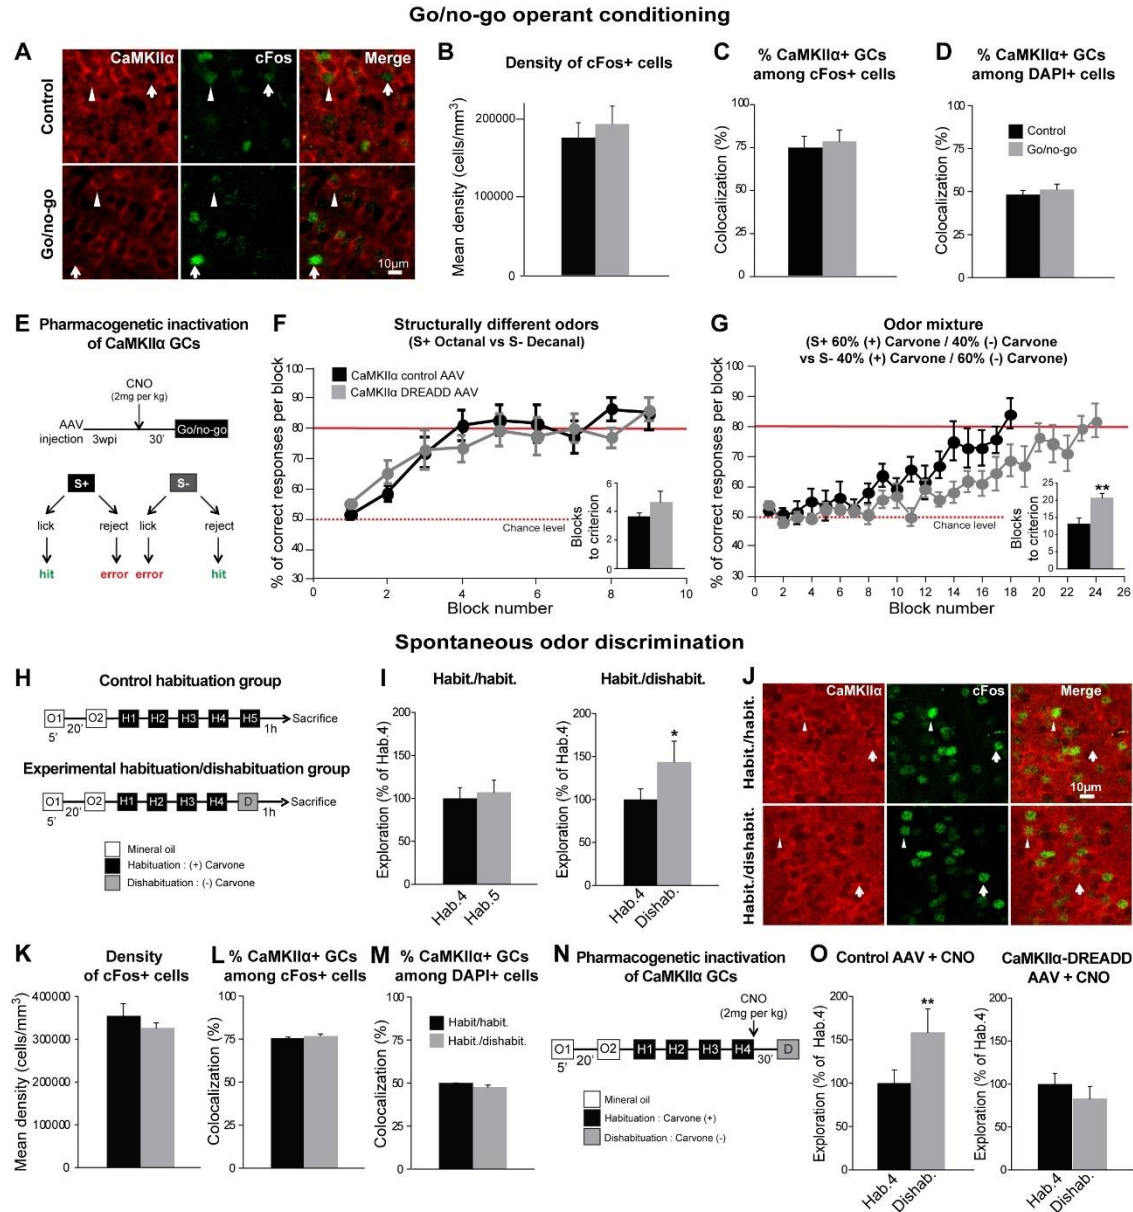 Go/no-go operant conditioning
A
CaMKIIα
cFos
Merge
Control
Go/no-go
10µm
B
Density of cFos+ cells
Mean density (cells/mm³)
200000
100000
0
C
% CaMKIIα+ GCs
among cFos+ cells
Colocalization (%)
100
75
50
25
0
D
% CaMKIIα+ GCs
among DAPI+ cells
Colocalization (%)
100
75
50
25
0
Control
Go/no-go
E
Pharmacogenetic inactivation
of CaMKIIα GCs
CNO
(2mg per kg)
AAV
injection
3wpi
30'
Go/no-go
S+
S-
lick
reject
lick
reject
hit
error
error
hit
F
Structurally different odors
(S+ Octanal vs S- Decanal)
CaMKIIα control AAV
CaMKIIα DREADD AAV
% of correct responses per block
100
90
80
70
60
50
40
30
Chance level
Blocks
to criterion
6
4
2
0
0 2 4 6 8 10
Block number
G
Odor mixture
(S+ 60% (+) Carvone / 40% (-) Carvone
vs S- 40% (+) Carvone / 60% (-) Carvone)
% of correct responses per block
100
90
80
70
60
50
40
30
Chance level
Blocks
to criterion
25
20
15
10
5
0
**
0 2 4 6 8 10 12 14 16 18 20 22 24 26
Block number
Spontaneous odor discrimination
H
Control habituation group
O1 O2 H1 H2 H3 H4 H5 Sacrifice
5' 20' 1h
Experimental habituation/dishabituation group
O1 O2 H1 H2 H3 H4 D Sacrifice
5' 20' 1h
Mineral oil
Habituation : (+) Carvone
Dishabituation : (-) Carvone
I
Habit./habit.
Exploration (% of Hab.4)
200
150
100
50
0
Hab.4
Hab.5
Habit./dishabit.
Exploration (% of Hab.4)
200
150
100
50
0
*
Hab.4
Dishab.
J
CaMKIIα
cFos
Merge
Habit./habit.
Habit./dishabit.
10µm
K
Density
of cFos+ cells
Mean density (cells/mm³)
400000
300000
200000
100000
0
L
% CaMKIIα+ GCs
among cFos+ cells
Colocalization (%)
100
75
50
25
0
M
% CaMKIIα+ GCs
among DAPI+ cells
Colocalization (%)
100
75
50
25
0
Habit/habit.
Habit./dishabit.
N
Pharmacogenetic inactivation
of CaMKIIα GCs
CNO
(2mg per kg)
O1 O2 H1 H2 H3 H4 D
5' 20' 30'
Mineral oil
Habituation : Carvone (+)
Dishabituation : Carvone (-)
O
Control AAV + CNO
Exploration (% of Hab.4)
200
150
100
50
0
**
Hab.4
Dishab.
CaMKIIα-DREADD
AAV + CNO
Exploration (% of Hab.4)
200
150
100
50
0
Hab.4
Dishab.